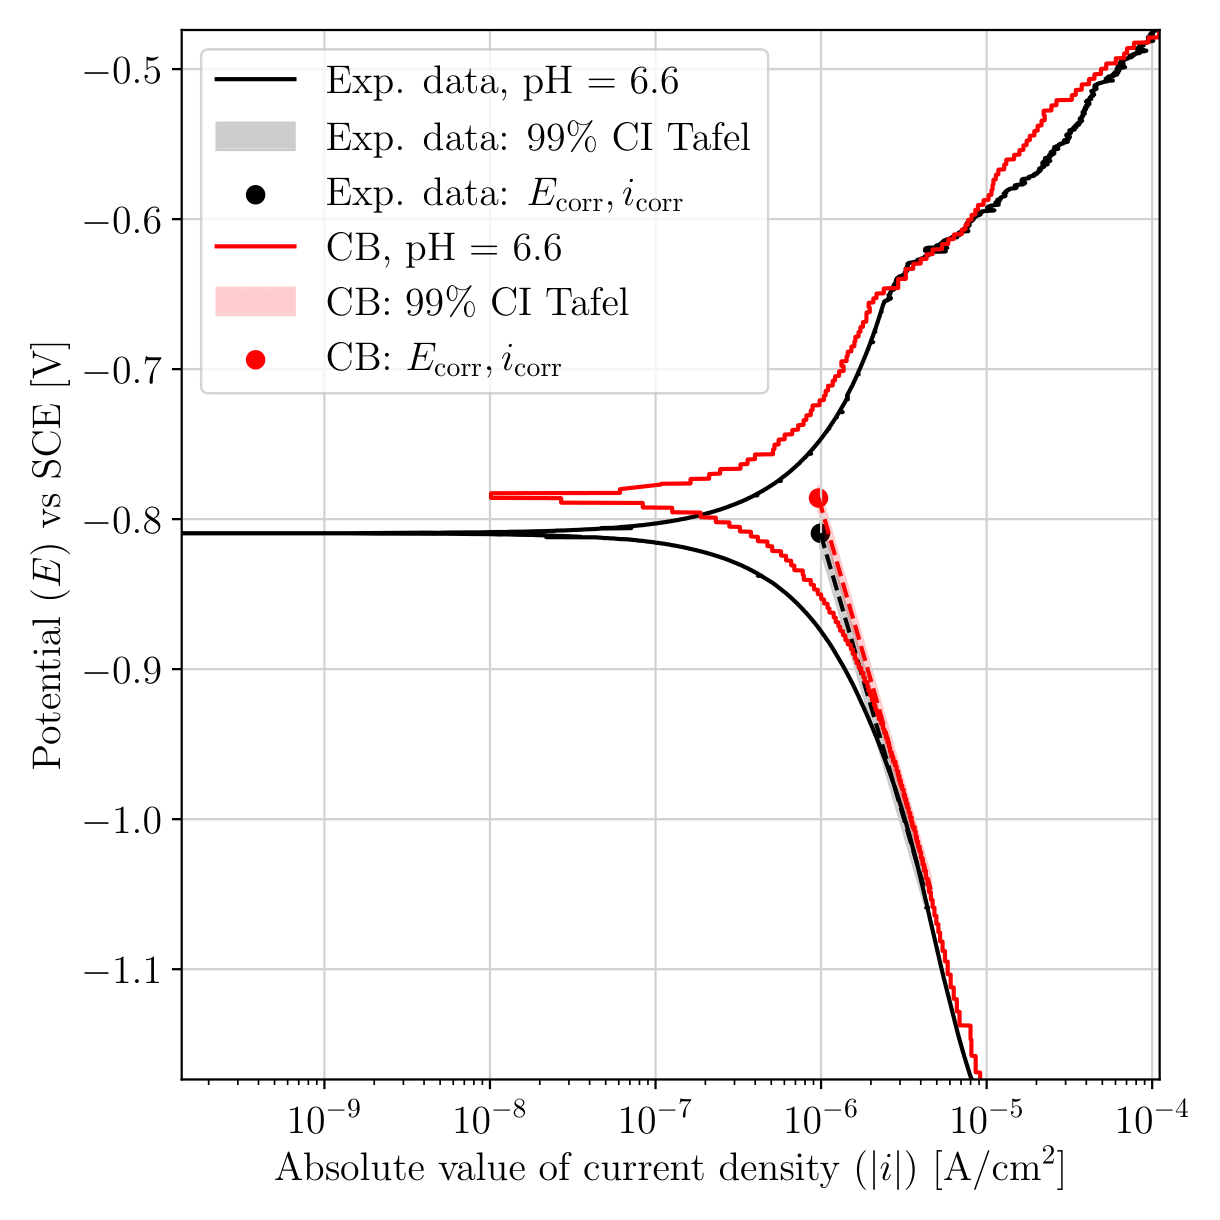 Exp. data, pH = 6.6
Exp. data: 99% CI Tafel
Exp. data: E_corr, i_corr
CB, pH = 6.6
CB: 99% CI Tafel
CB: E_corr, i_corr
−0.5
−0.6
−0.7
−0.8
−0.9
−1.0
−1.1
Potential (E) vs SCE [V]
10⁻⁹ 10⁻⁸ 10⁻⁷ 10⁻⁶ 10⁻⁵ 10⁻⁴
Absolute value of current density (|i|) [A/cm²]